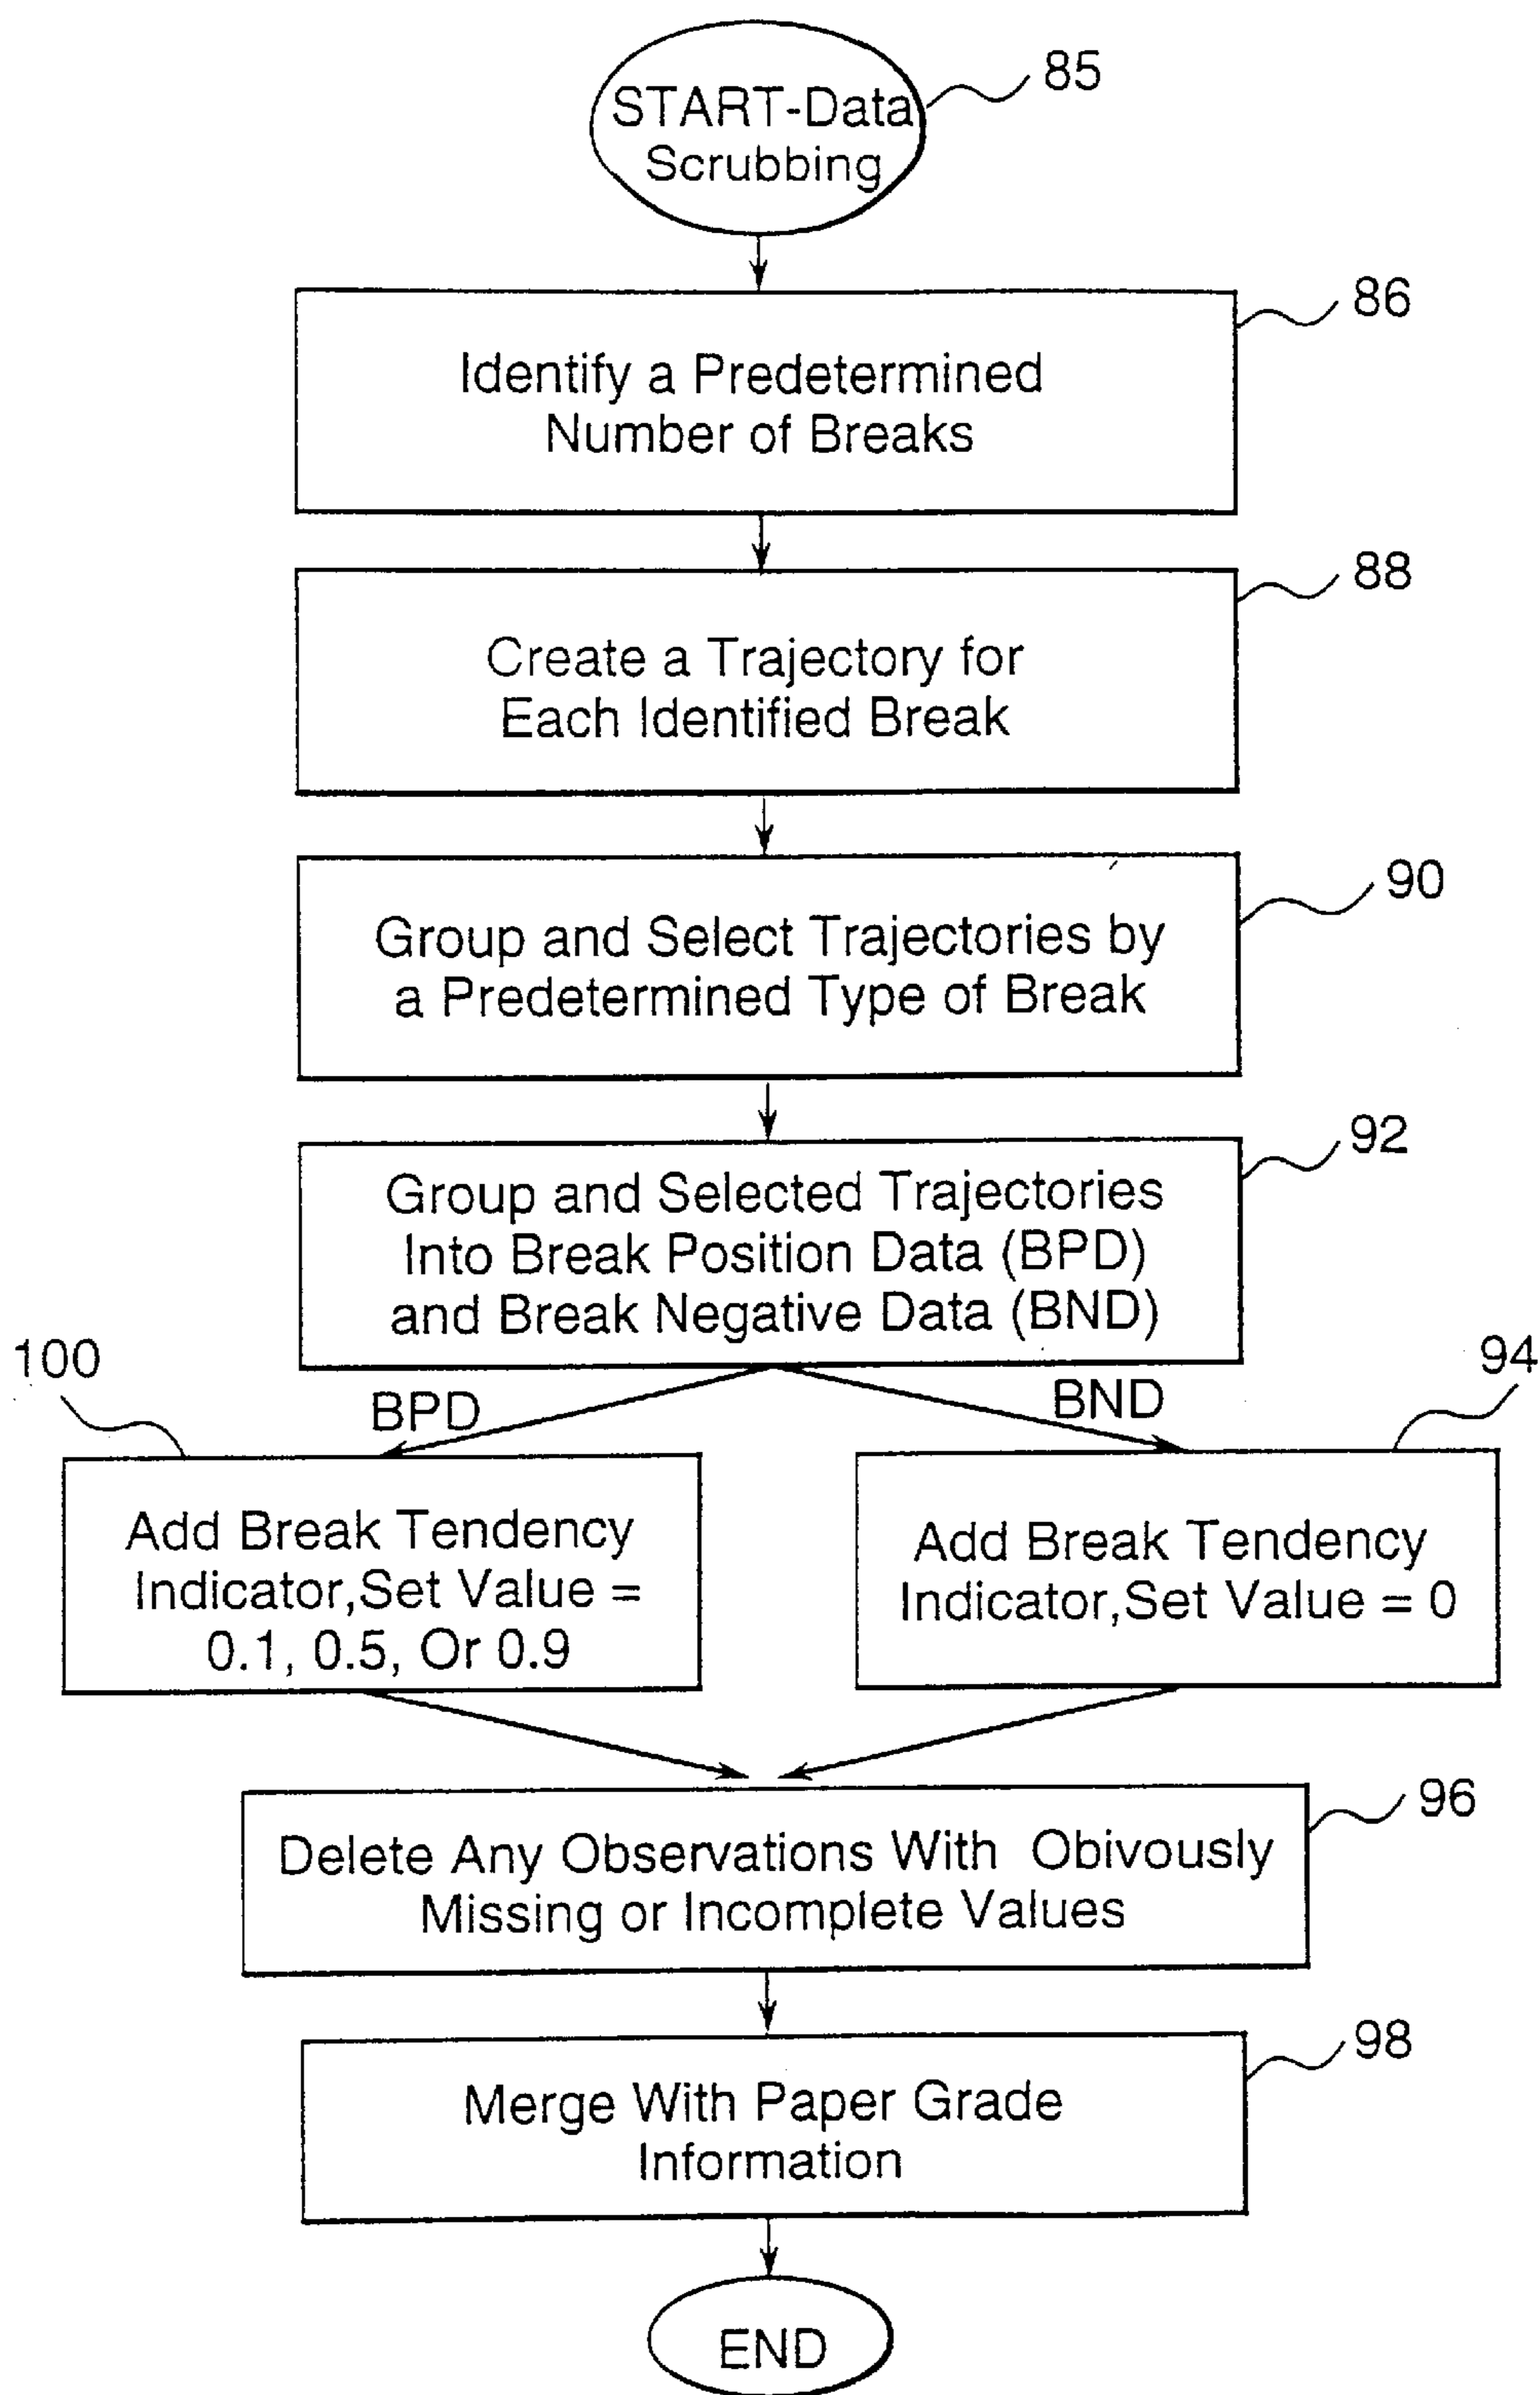 START-Data
Scrubbing
85
Identify a Predetermined
Number of Breaks
86
Create a Trajectory for
Each Identified Break
88
Group and Select Trajectories by
a Predetermined Type of Break
90
Group and Selected Trajectories
Into Break Position Data (BPD)
and Break Negative Data (BND)
92
BPD
BND
100
Add Break Tendency
Indicator,Set Value =
0.1, 0.5, Or 0.9
94
Add Break Tendency
Indicator,Set Value = 0
Delete Any Observations With Obivously
Missing or Incomplete Values
96
Merge With Paper Grade
Information
98
END